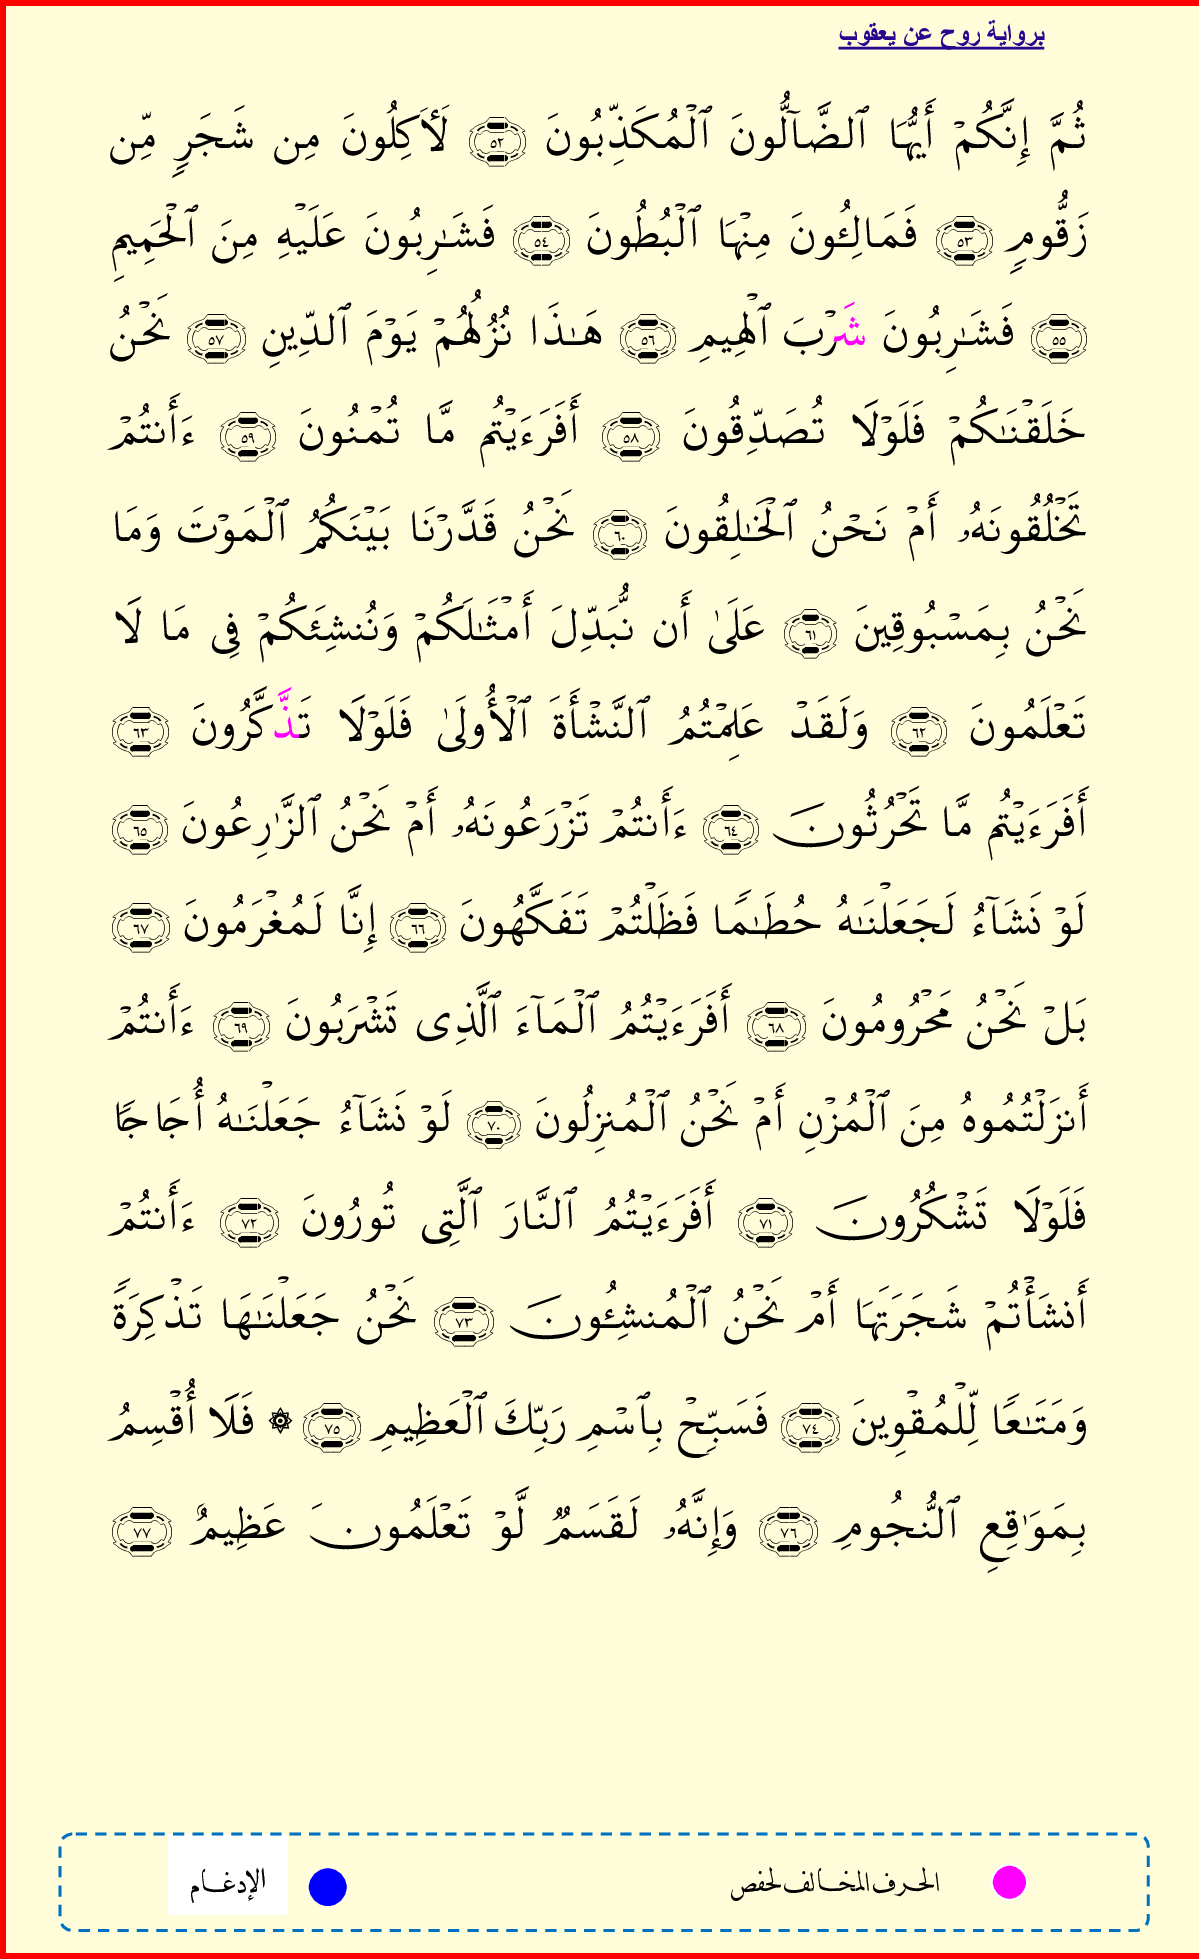 برواية روح عن يعقوب
ثُمَّ إِنَّكُمۡ أَيُّهَا ٱلضَّآلُّونَ ٱلۡمُكَذِّبُونَ ٥٢ لَأٓكِلُونَ مِن شَجَرٖ مِّن
زَقُّومٖ ٥٣ فَمَالِـُٔونَ مِنۡهَا ٱلۡبُطُونَ ٥٤ فَشَٰرِبُونَ عَلَيۡهِ مِنَ ٱلۡحَمِيمِ
٥٥ فَشَٰرِبُونَ شَرۡبَ ٱلۡهِيمِ ٥٦ هَٰذَا نُزُلُهُمۡ يَوۡمَ ٱلدِّينِ ٥٧ نَحۡنُ
خَلَقۡنَٰكُمۡ فَلَوۡلَا تُصَدِّقُونَ ٥٨ أَفَرَءَيۡتُم مَّا تُمۡنُونَ ٥٩ ءَأَنتُمۡ
تَخۡلُقُونَهُۥ أَمۡ نَحۡنُ ٱلۡخَٰلِقُونَ ٦٠ نَحۡنُ قَدَّرۡنَا بَيۡنَكُمُ ٱلۡمَوۡتَ وَمَا
نَحۡنُ بِمَسۡبُوقِينَ ٦١ عَلَىٰٓ أَن نُّبَدِّلَ أَمۡثَٰلَكُمۡ وَنُنشِئَكُمۡ فِي مَا لَا
تَعۡلَمُونَ ٦٢ وَلَقَدۡ عَلِمۡتُمُ ٱلنَّشۡأَةَ ٱلۡأُولَىٰ فَلَوۡلَا تَذَّكَّرُونَ ٦٣
أَفَرَءَيۡتُم مَّا تَحۡرُثُونَ ٦٤ ءَأَنتُمۡ تَزۡرَعُونَهُۥ أَمۡ نَحۡنُ ٱلزَّٰرِعُونَ ٦٥
لَوۡ نَشَآءُ لَجَعَلۡنَٰهُ حُطَٰمٗا فَظَلۡتُمۡ تَفَكَّهُونَ ٦٦ إِنَّا لَمُغۡرَمُونَ ٦٧
بَلۡ نَحۡنُ مَحۡرُومُونَ ٦٨ أَفَرَءَيۡتُمُ ٱلۡمَآءَ ٱلَّذِي تَشۡرَبُونَ ٦٩ ءَأَنتُمۡ
أَنزَلۡتُمُوهُ مِنَ ٱلۡمُزۡنِ أَمۡ نَحۡنُ ٱلۡمُنزِلُونَ ٧٠ لَوۡ نَشَآءُ جَعَلۡنَٰهُ أُجَاجٗا
فَلَوۡلَا تَشۡكُرُونَ ٧١ أَفَرَءَيۡتُمُ ٱلنَّارَ ٱلَّتِي تُورُونَ ٧٢ ءَأَنتُمۡ
أَنشَأۡتُمۡ شَجَرَتَهَا أَمۡ نَحۡنُ ٱلۡمُنشِـُٔونَ ٧٣ نَحۡنُ جَعَلۡنَٰهَا تَذۡكِرَةٗ
وَمَتَٰعٗا لِّلۡمُقۡوِينَ ٧٤ فَسَبِّحۡ بِٱسۡمِ رَبِّكَ ٱلۡعَظِيمِ ٧٥ ۞ فَلَا أُقۡسِمُ
بِمَوَٰقِعِ ٱلنُّجُومِ ٧٦ وَإِنَّهُۥ لَقَسَمٞ لَّوۡ تَعۡلَمُونَ عَظِيمٌ ٧٧
الحرف المخالف لحفص
الإدغام